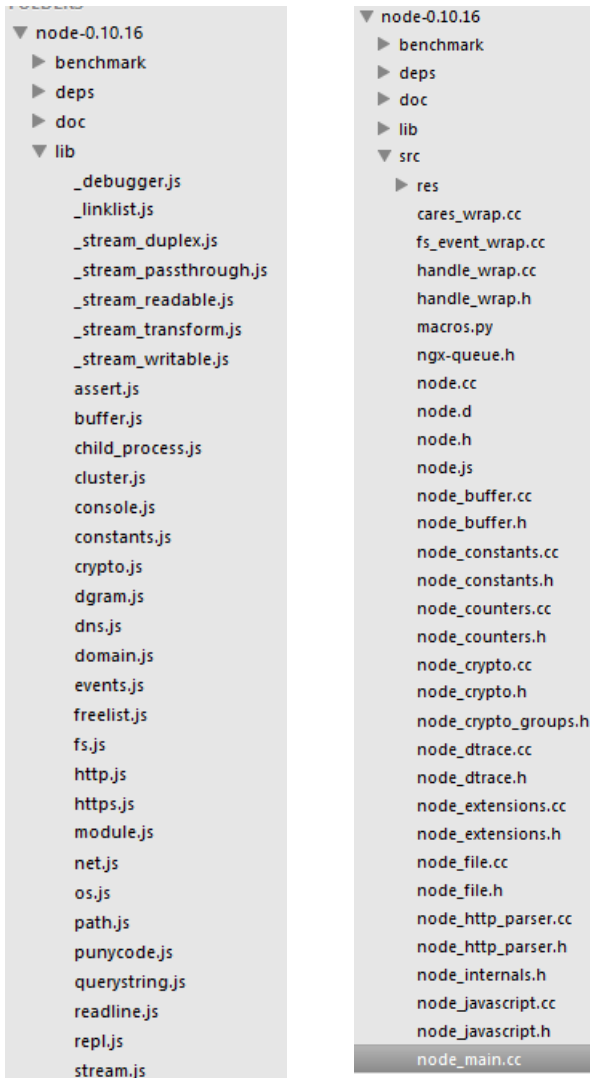 FOLDERS
node-0.10.16
benchmark
deps
doc
lib
_debugger.js
_linklist.js
_stream_duplex.js
_stream_passthrough.js
_stream_readable.js
_stream_transform.js
_stream_writable.js
assert.js
buffer.js
child_process.js
cluster.js
console.js
constants.js
crypto.js
dgram.js
dns.js
domain.js
events.js
freelist.js
fs.js
http.js
https.js
module.js
net.js
os.js
path.js
punycode.js
querystring.js
readline.js
repl.js
stream.js
node-0.10.16
benchmark
deps
doc
lib
src
res
cares_wrap.cc
fs_event_wrap.cc
handle_wrap.cc
handle_wrap.h
macros.py
ngx-queue.h
node.cc
node.d
node.h
node.js
node_buffer.cc
node_buffer.h
node_constants.cc
node_constants.h
node_counters.cc
node_counters.h
node_crypto.cc
node_crypto.h
node_crypto_groups.h
node_dtrace.cc
node_dtrace.h
node_extensions.cc
node_extensions.h
node_file.cc
node_file.h
node_http_parser.cc
node_http_parser.h
node_internals.h
node_javascript.cc
node_javascript.h
node_main.cc